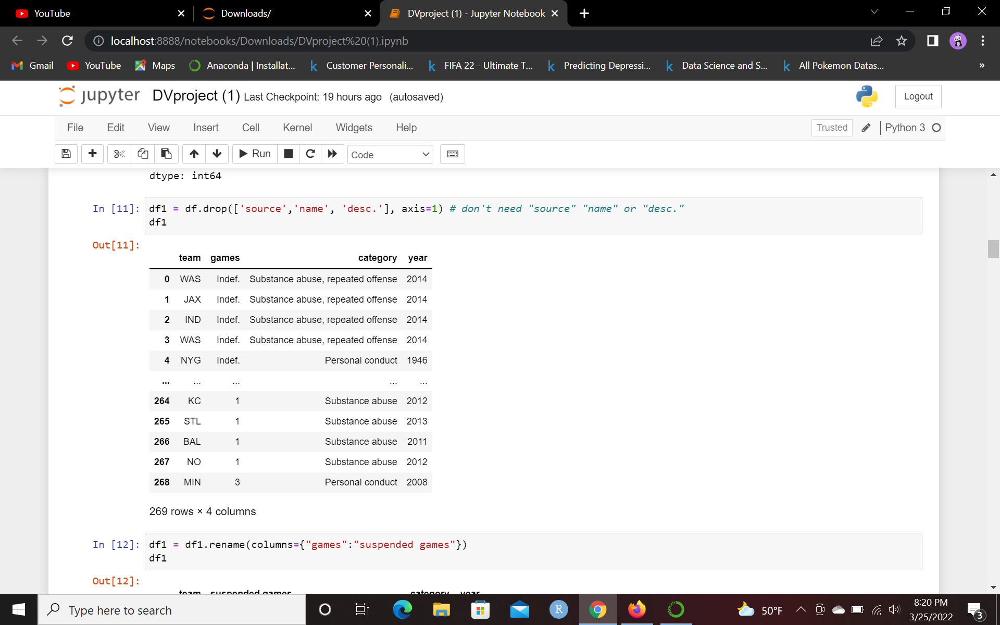 YouTube
Downloads/
DVproject (1) - Jupyter Notebook
localhost:8888/notebooks/Downloads/DVproject%20(1).ipynb
Gmail YouTube Maps Anaconda | Installat... Customer Personali... FIFA 22 - Ultimate T... Predicting Depressi... Data Science and S... All Pokemon Datas... »
jupyter DVproject (1) Last Checkpoint: 19 hours ago (autosaved) Logout
File Edit View Insert Cell Kernel Widgets Help Trusted Python 3
Run Code
dtype: int64
In [11]: df1 = df.drop(['source','name', 'desc.'], axis=1) # don't need "source" "name" or "desc."
df1
Out[11]:
team games category year
0 WAS Indef. Substance abuse, repeated offense 2014
1 JAX Indef. Substance abuse, repeated offense 2014
2 IND Indef. Substance abuse, repeated offense 2014
3 WAS Indef. Substance abuse, repeated offense 2014
4 NYG Indef. Personal conduct 1946
... ... ... ... ...
264 KC 1 Substance abuse 2012
265 STL 1 Substance abuse 2013
266 BAL 1 Substance abuse 2011
267 NO 1 Substance abuse 2012
268 MIN 3 Personal conduct 2008
269 rows × 4 columns
In [12]: df1 = df1.rename(columns={"games":"suspended games"})
df1
Out[12]:
team suspended games category year
Type here to search
R
50°F
8:20 PM
3/25/2022
3